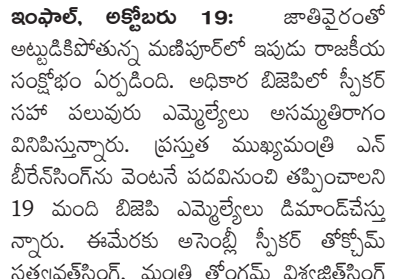 ఇంఫాల్, అక్టోబరు 19: జాతివైరంతో
అట్టుడికిపోతున్న మణిపూర్‌లో ఇపుడు రాజకీయ
సంక్షోభం ఏర్పడింది. అధికార బిజెపిలో స్పీకర్
సహా పలువురు ఎమ్మెల్యేలు అసమ్మతిరాగం
వినిపిస్తున్నారు. ప్రస్తుత ముఖ్యమంత్రి ఎన్
బీరేన్‌సింగ్‌ను వెంటనే పదవినుంచి తప్పించాలని
19 మంది బిజెపి ఎమ్మెల్యేలు డిమాండ్‌చేస్తు
న్నారు. ఈమేరకు అసెంబ్లీ స్పీకర్ తోక్చోమ్
సత్యవ్రత్‌సింగ్, మంత్రి తోంగమ్ విశ్వజిత్‌సింగ్